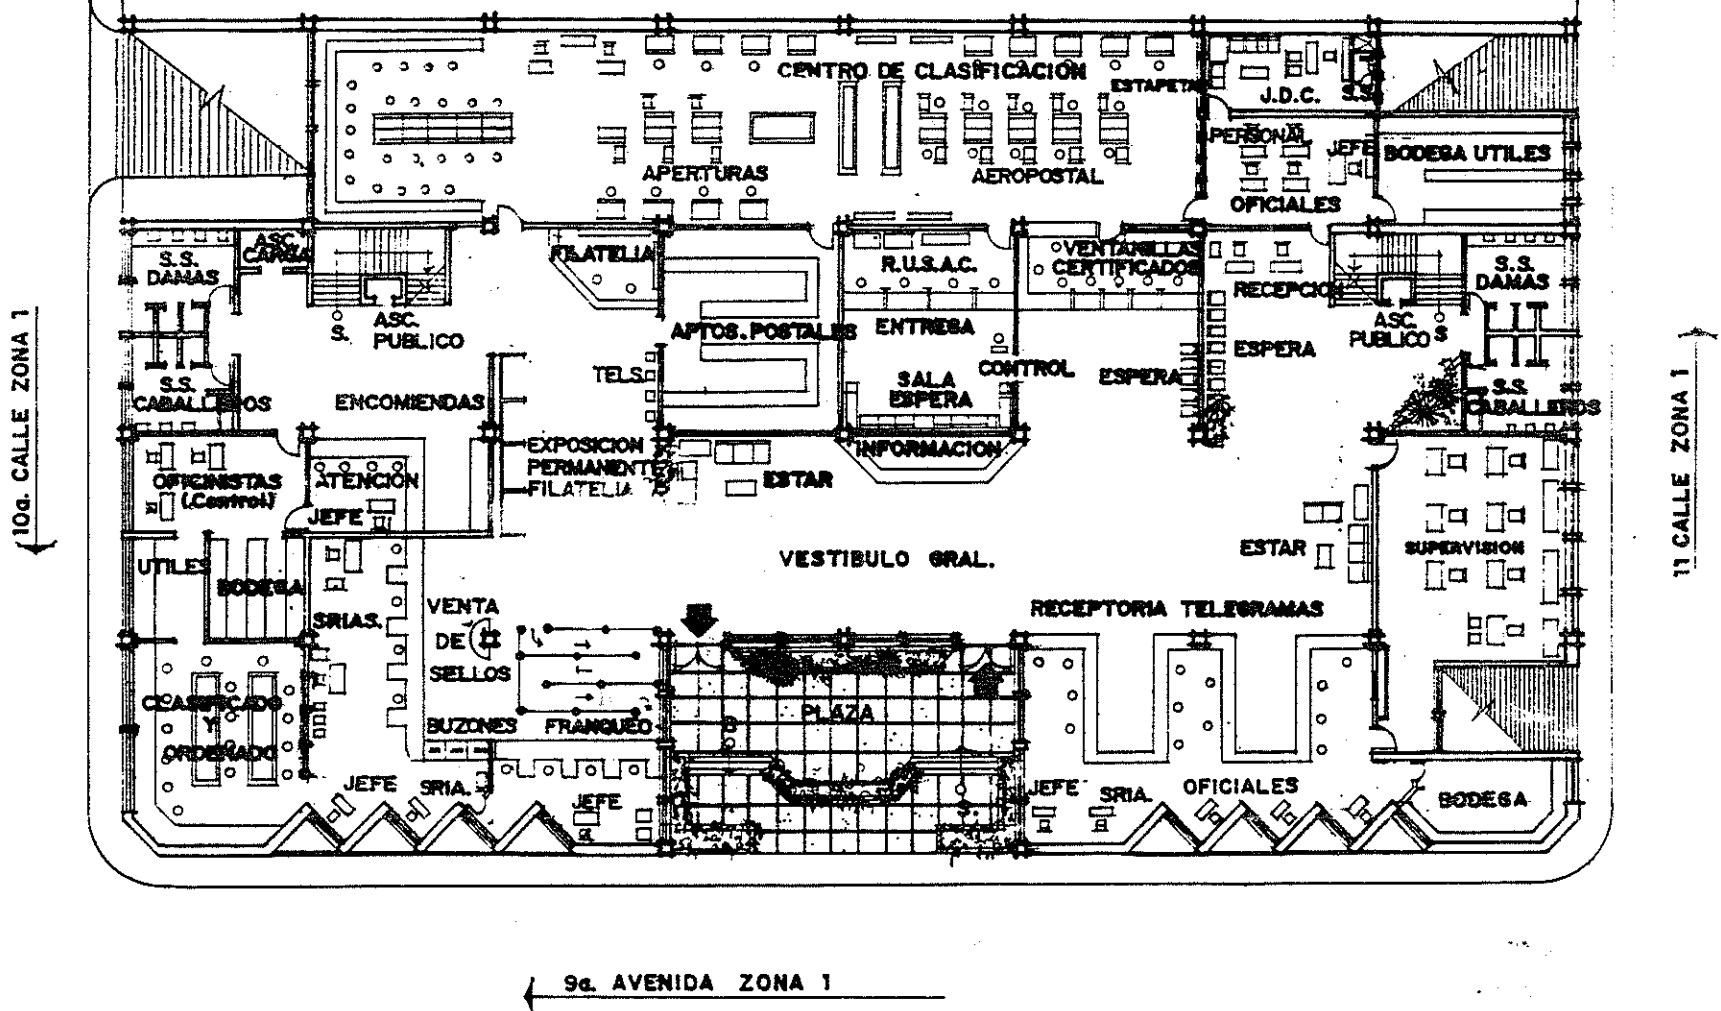 CENTRO DE CLASIFICACION
ESTAFETA
J.D.C.
S.S.
PERSONAL
JEFE
BODEGA UTILES
APERTURAS
AEROPOSTAL
OFICIALES
S.S.
DAMAS
ASC.
CARGA
FILATELIA
R.U.S.A.C.
VENTANILLAS
CERTIFICADOS
S.S.
DAMAS
RECEPCION
S.
ASC.
PUBLICO
APTOS. POSTALES
ENTREGA
ESPERA
ASC.
PUBLICO
S
TELS.
CONTROL
ESPERA
S.S.
CABALLEROS
ENCOMIENDAS
SALA
ESPERA
S.S.
CABALLEROS
EXPOSICION
PERMANENTE
FILATELIA
INFORMACION
OFICINISTAS
(Control)
ATENCION
JEFE
ESTAR
ESTAR
SUPERVISION
UTILES
BODEGA
VESTIBULO GRAL.
SRIAS.
VENTA
DE
SELLOS
RECEPTORIA TELEGRAMAS
CLASIFICADO
Y
ORDENADO
BUZONES
FRANQUEO
PLAZA
B
JEFE
SRIA.
JEFE
S.
JEFE
SRIA.
OFICIALES
BODEGA
10a. CALLE ZONA 1
11 CALLE ZONA 1
9a. AVENIDA ZONA 1